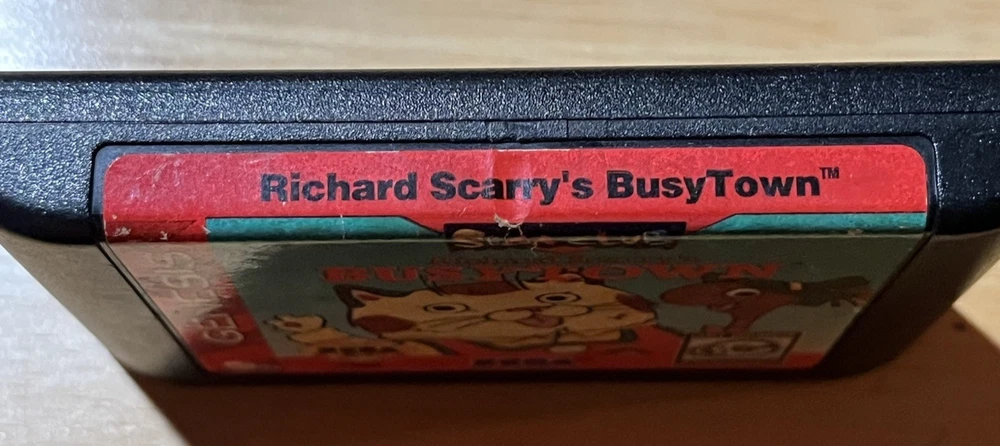 Richard Scarry's BusyTown™
BUSYTOWN
GENESIS
SEGA